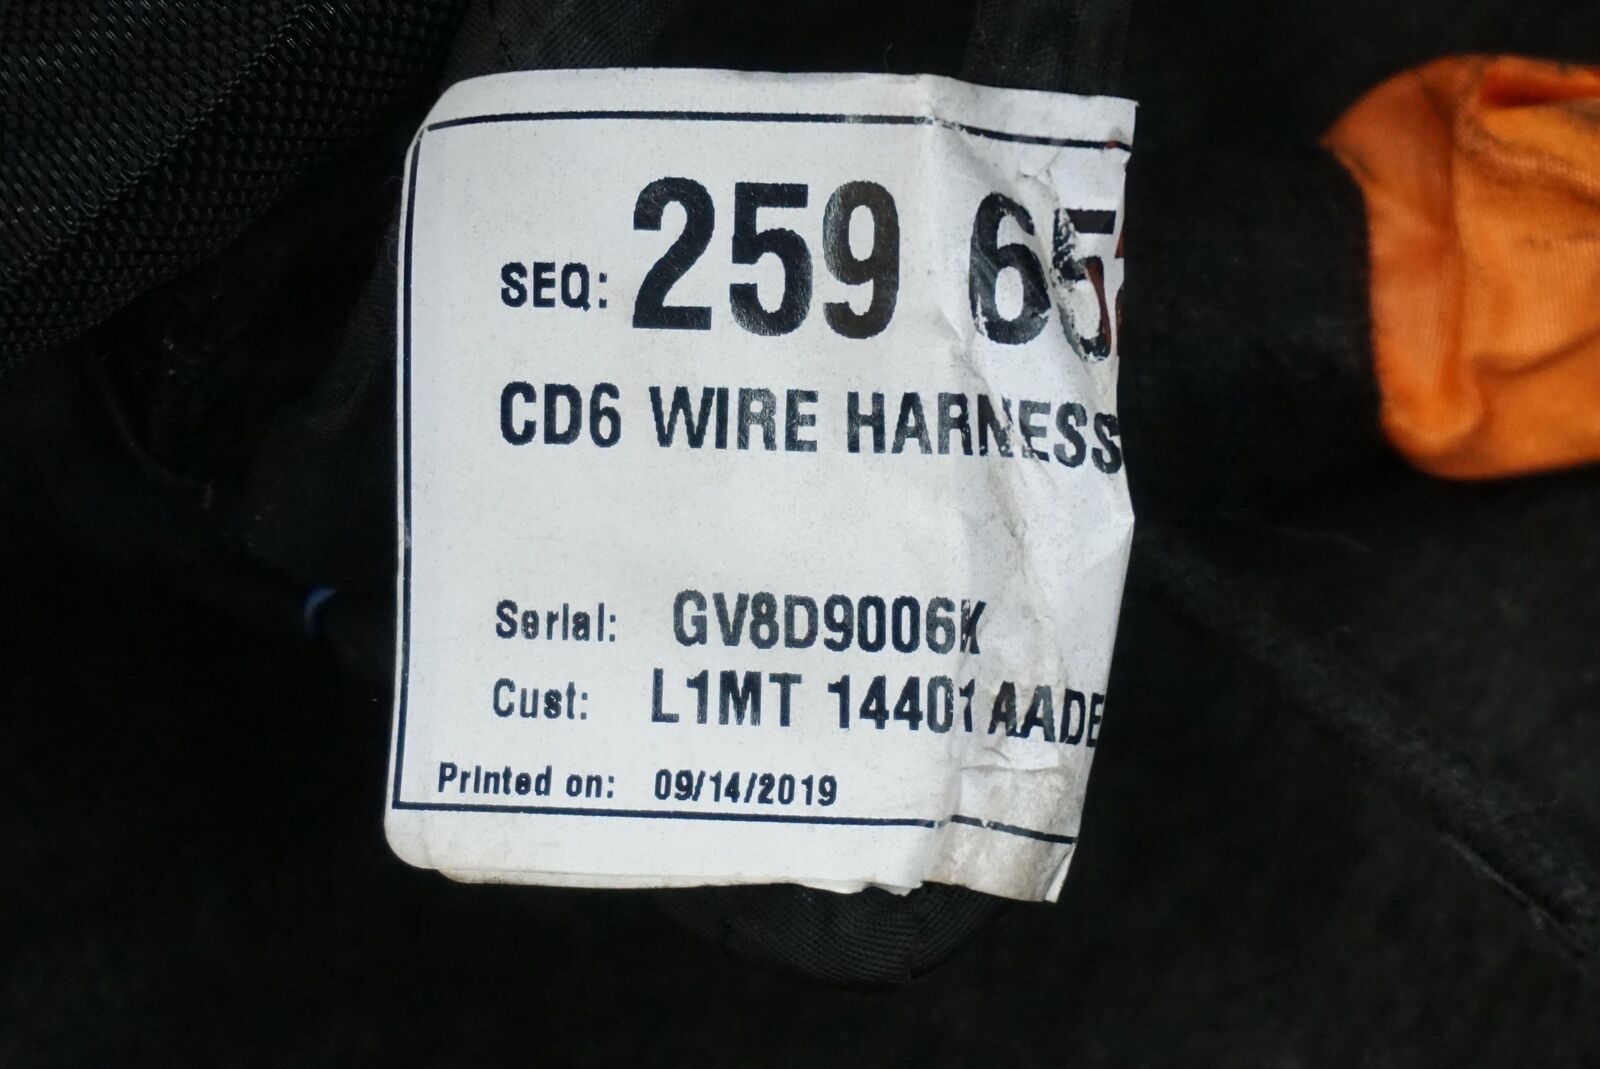 SEQ: 259 65
CD6 WIRE HARNESS
Serial: GV8D9006K
Cust: L1MT 14401 AADE
Printed on: 09/14/2019